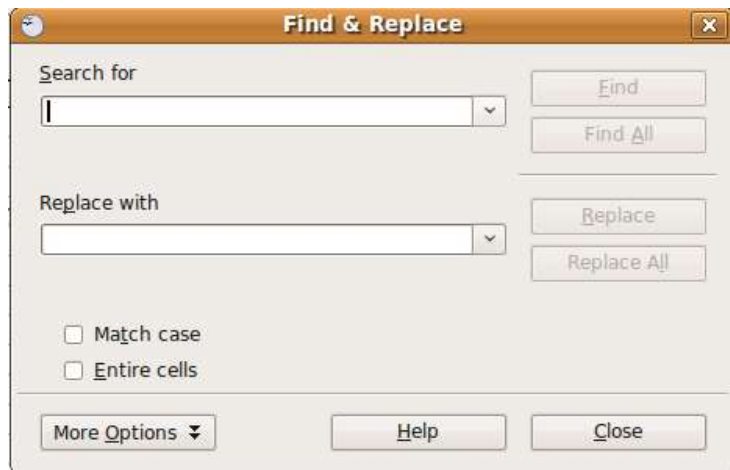 Find & Replace
Search for
Find
Find All
Replace with
Replace
Replace All
Match case
Entire cells
More Options
Help
Close